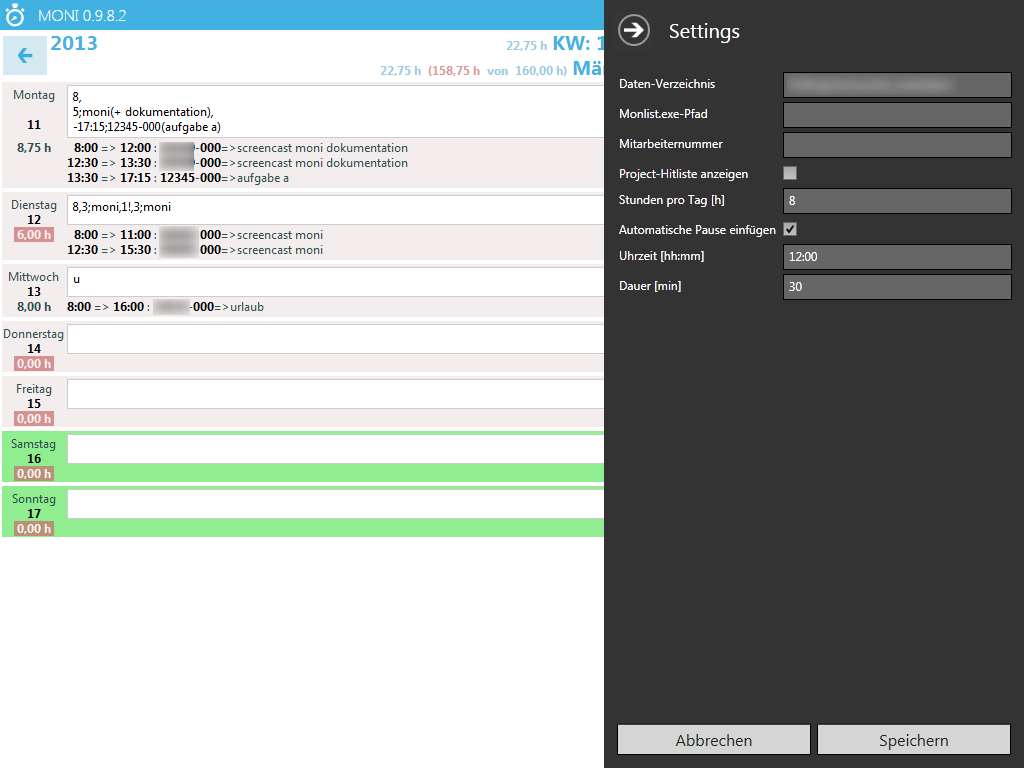 MONI 0.9.8.2
2013
22,75 h KW: 1
22,75 h (158,75 h von 160,00 h) Mä
Montag
11
8,75 h
8,
5;moni(+ dokumentation),
-17:15;12345-000(aufgabe a)
8:00 => 12:00 : -000=>screencast moni dokumentation
12:30 => 13:30 : -000=>screencast moni dokumentation
13:30 => 17:15 : 12345-000=>aufgabe a
Dienstag
12
6,00 h
8,3;moni,1!,3;moni
8:00 => 11:00 : 000=>screencast moni
12:30 => 15:30 : 000=>screencast moni
Mittwoch
13
8,00 h
u
8:00 => 16:00 : -000=>urlaub
Donnerstag
14
0,00 h
Freitag
15
0,00 h
Samstag
16
0,00 h
Sonntag
17
0,00 h
Settings
Daten-Verzeichnis
Monlist.exe-Pfad
Mitarbeiternummer
Project-Hitliste anzeigen
Stunden pro Tag [h] 8
Automatische Pause einfügen
Uhrzeit [hh:mm] 12:00
Dauer [min] 30
Abbrechen Speichern